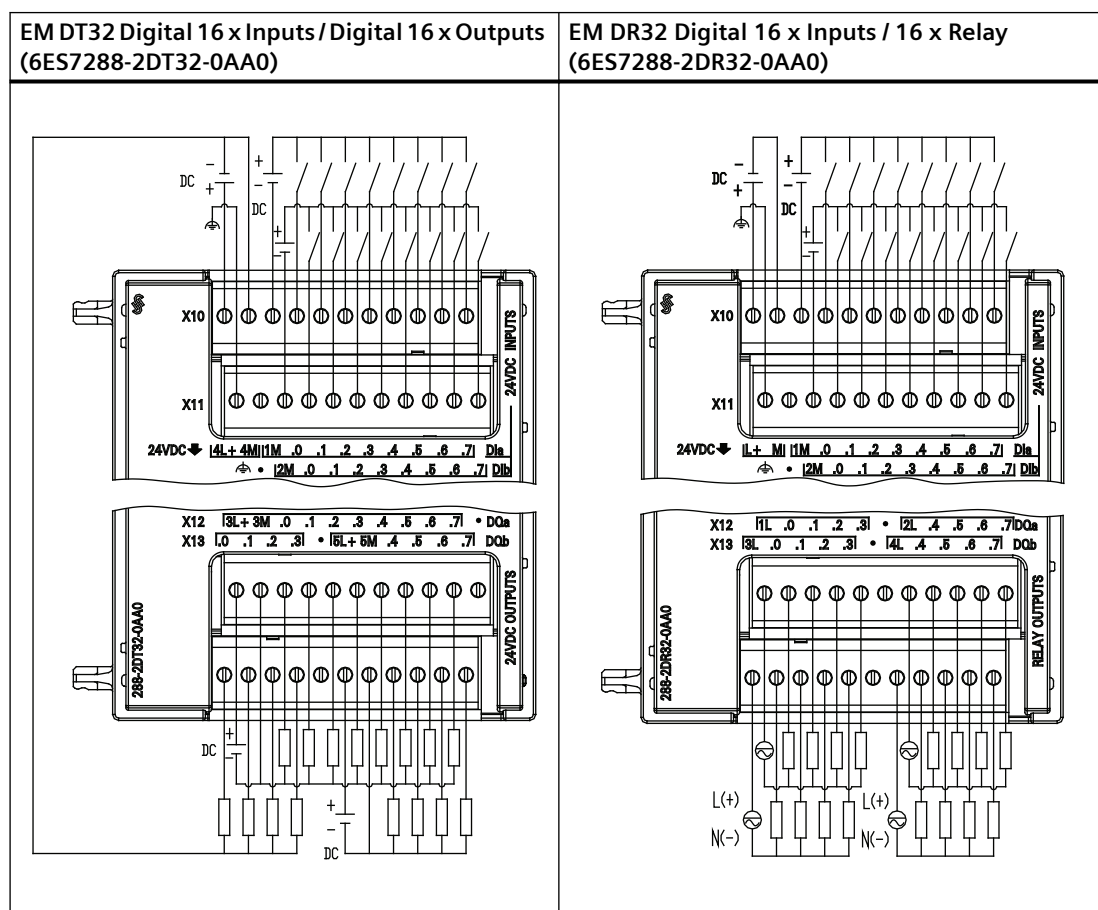 EM DT32 Digital 16 x Inputs / Digital 16 x Outputs
(6ES7288-2DT32-0AA0)
DC
-
+
+
-
DC
+
-
X10
X11
24VDC INPUTS
24VDC 4L+ 4M 1M .0 .1 .2 .3 .4 .5 .6 .7 DIa
• 2M .0 .1 .2 .3 .4 .5 .6 .7 DIb
X12 3L+ 3M .0 .1 .2 .3 .4 .5 .6 .7 • DQa
X13 .0 .1 .2 .3 • 5L+ 5M .4 .5 .6 .7 DQb
288-2DT32-0AA0
24VDC OUTPUTS
DC
+
-
+
-
DC
EM DR32 Digital 16 x Inputs / 16 x Relay
(6ES7288-2DR32-0AA0)
DC
-
+
+
-
DC
+
-
X10
X11
24VDC INPUTS
24VDC L+ M 1M .0 .1 .2 .3 .4 .5 .6 .7 DIa
• 2M .0 .1 .2 .3 .4 .5 .6 .7 DIb
X12 1L .0 .1 .2 .3 • 2L .4 .5 .6 .7 DQa
X13 3L .0 .1 .2 .3 • 4L .4 .5 .6 .7 DQb
288-2DR32-0AA0
RELAY OUTPUTS
L(+)
N(-)
L(+)
N(-)